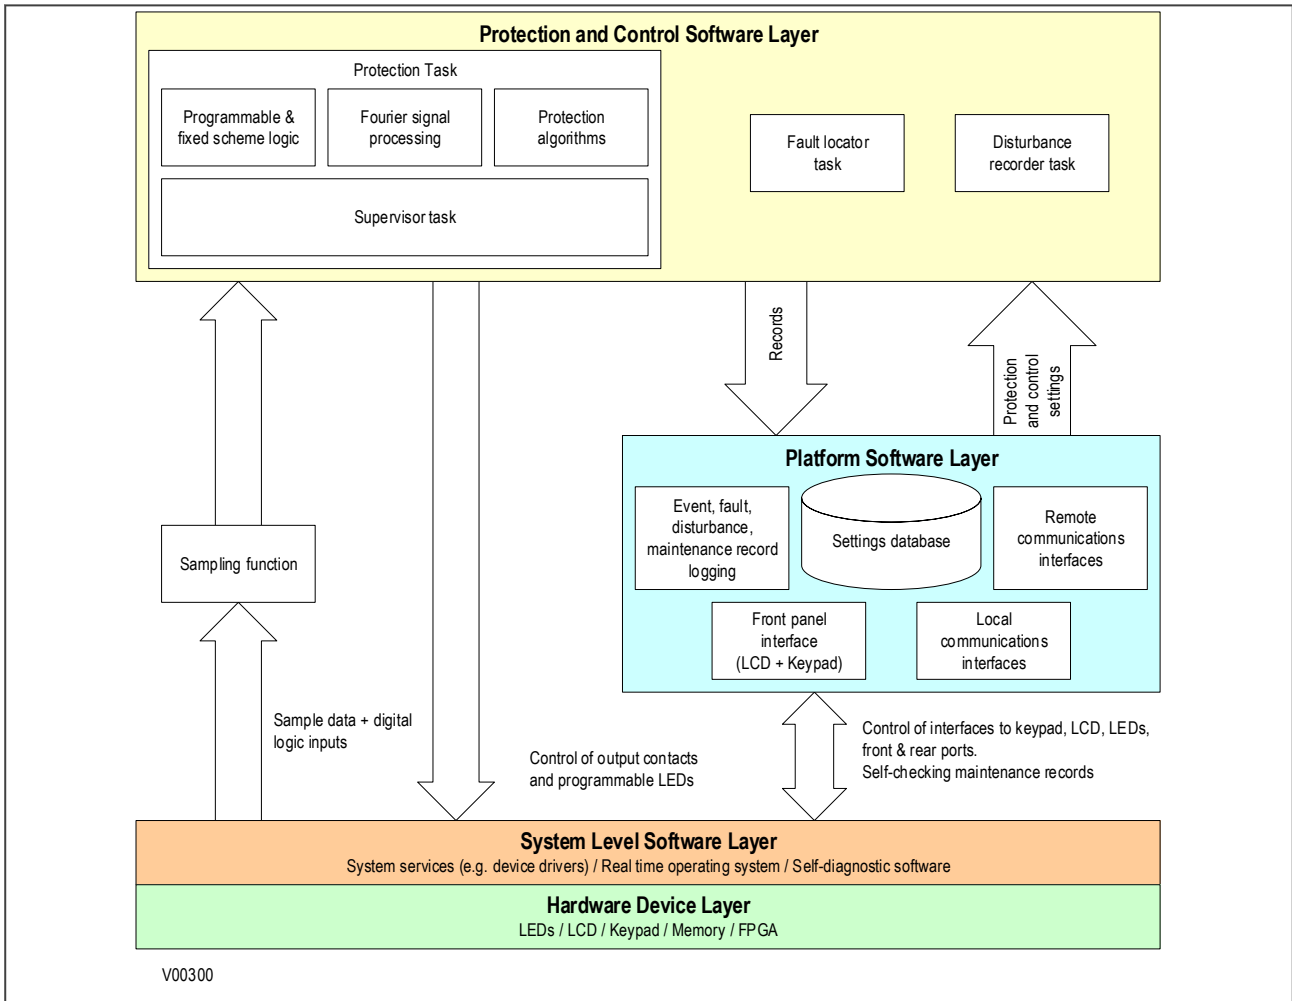 Protection and Control Software Layer
Protection Task
Programmable &
fixed scheme logic
Fourier signal
processing
Protection
algorithms
Supervisor task
Fault locator
task
Disturbance
recorder task
Records
Protection
and control
settings
Platform Software Layer
Event, fault,
disturbance,
maintenance record
logging
Settings database
Remote
communications
interfaces
Front panel
interface
(LCD + Keypad)
Local
communications
interfaces
Sampling function
Sample data + digital
logic inputs
Control of output contacts
and programmable LEDs
Control of interfaces to keypad, LCD, LEDs,
front & rear ports.
Self-checking maintenance records
System Level Software Layer
System services (e.g. device drivers) / Real time operating system / Self-diagnostic software
Hardware Device Layer
LEDs / LCD / Keypad / Memory / FPGA
V00300